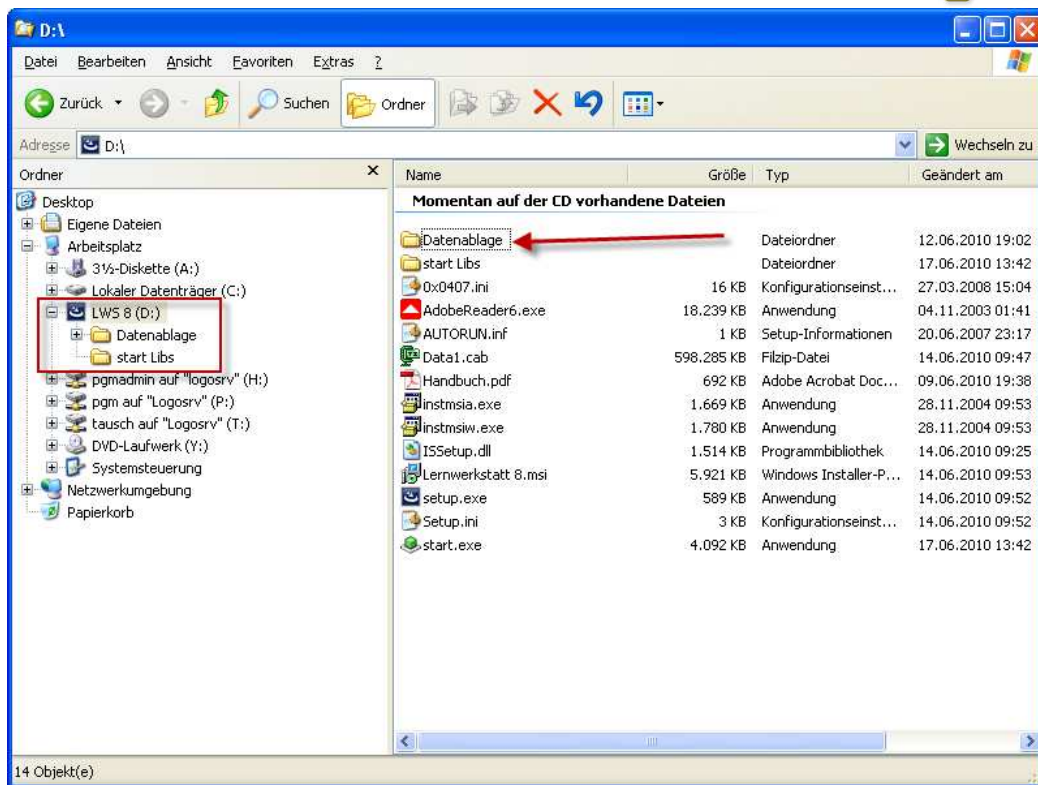 D:\
Datei Bearbeiten Ansicht Favoriten Extras ?
Zurück Suchen Ordner
Adresse D:\ Wechseln zu
Ordner
Desktop
Eigene Dateien
Arbeitsplatz
3½-Diskette (A:)
Lokaler Datenträger (C:)
LWS 8 (D:)
Datenablage
start Libs
pgmadmin auf "logosrv" (H:)
pgm auf "Logosrv" (P:)
tausch auf "Logosrv" (T:)
DVD-Laufwerk (Y:)
Systemsteuerung
Netzwerkumgebung
Papierkorb
Name Größe Typ Geändert am
Momentan auf der CD vorhandene Dateien
Datenablage Dateiordner 12.06.2010 19:02
start Libs Dateiordner 17.06.2010 13:42
0x0407.ini 16 KB Konfigurationseinst... 27.03.2008 15:04
AdobeReader6.exe 18.239 KB Anwendung 04.11.2003 01:41
AUTORUN.inf 1 KB Setup-Informationen 20.06.2007 23:17
Data1.cab 598.285 KB Filzip-Datei 14.06.2010 09:47
Handbuch.pdf 692 KB Adobe Acrobat Doc... 09.06.2010 19:38
instmsia.exe 1.669 KB Anwendung 28.11.2004 09:53
instmsiw.exe 1.780 KB Anwendung 28.11.2004 09:53
ISSetup.dll 1.514 KB Programmbibliothek 14.06.2010 09:25
Lernwerkstatt 8.msi 5.921 KB Windows Installer-P... 14.06.2010 09:53
setup.exe 589 KB Anwendung 14.06.2010 09:52
Setup.ini 3 KB Konfigurationseinst... 14.06.2010 09:52
start.exe 4.092 KB Anwendung 17.06.2010 13:42
14 Objekt(e)